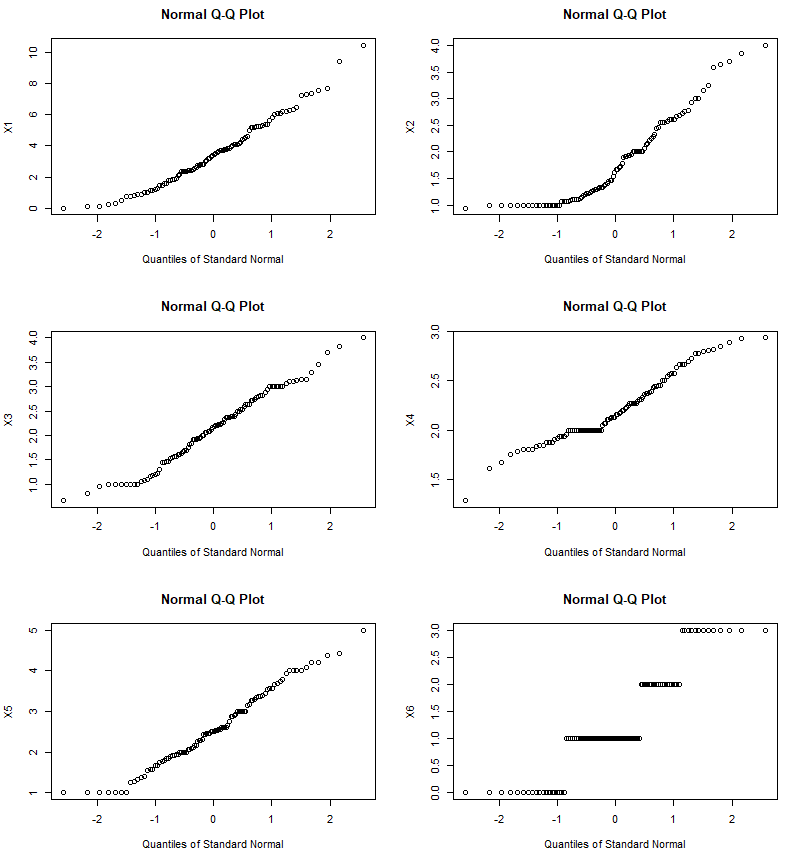 Normal Q-Q Plot
X1
0 2 4 6 8 10
-2 -1 0 1 2
Quantiles of Standard Normal
Normal Q-Q Plot
X2
1.0 1.5 2.0 2.5 3.0 3.5 4.0
-2 -1 0 1 2
Quantiles of Standard Normal
Normal Q-Q Plot
X3
1.0 1.5 2.0 2.5 3.0 3.5 4.0
-2 -1 0 1 2
Quantiles of Standard Normal
Normal Q-Q Plot
X4
1.5 2.0 2.5 3.0
-2 -1 0 1 2
Quantiles of Standard Normal
Normal Q-Q Plot
X5
1 2 3 4 5
-2 -1 0 1 2
Quantiles of Standard Normal
Normal Q-Q Plot
X6
0.0 0.5 1.0 1.5 2.0 2.5 3.0
-2 -1 0 1 2
Quantiles of Standard Normal